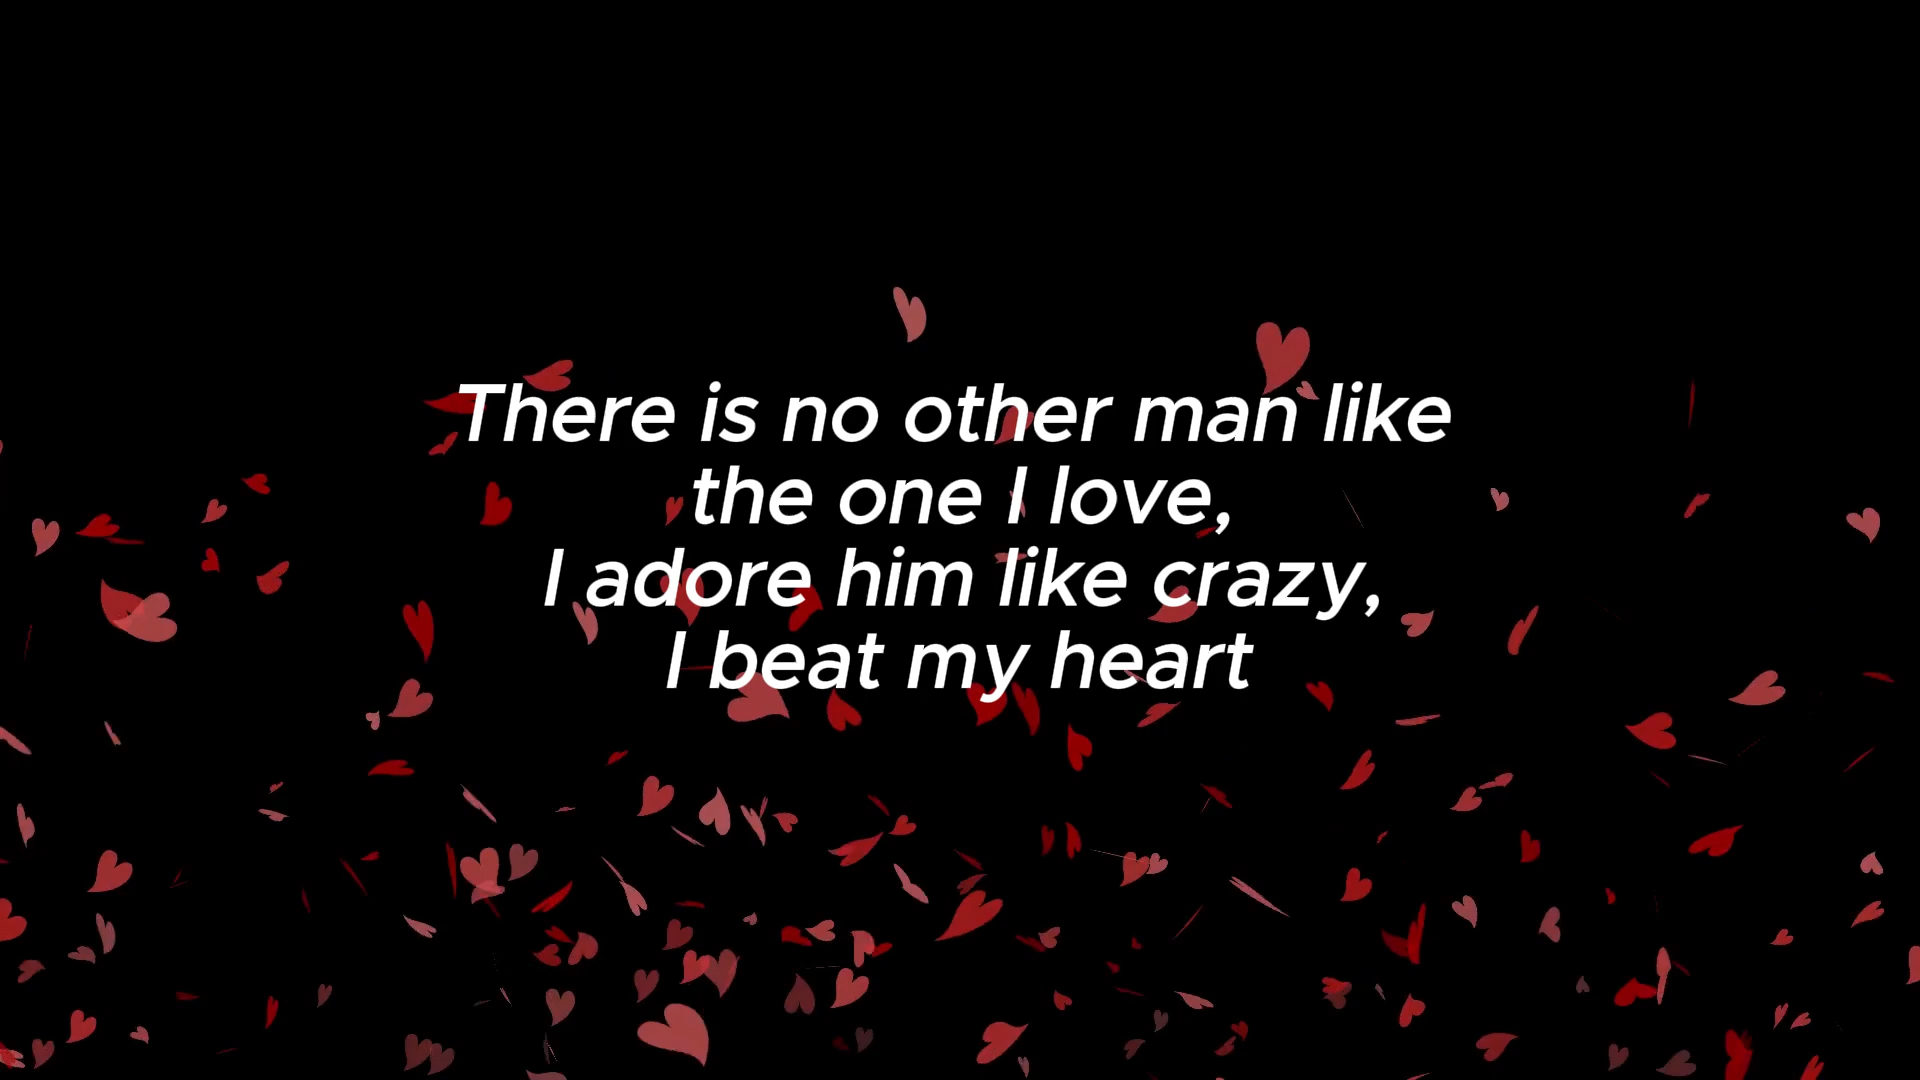 There is no other man like
the one I love,
I adore him like crazy,
I beat my heart